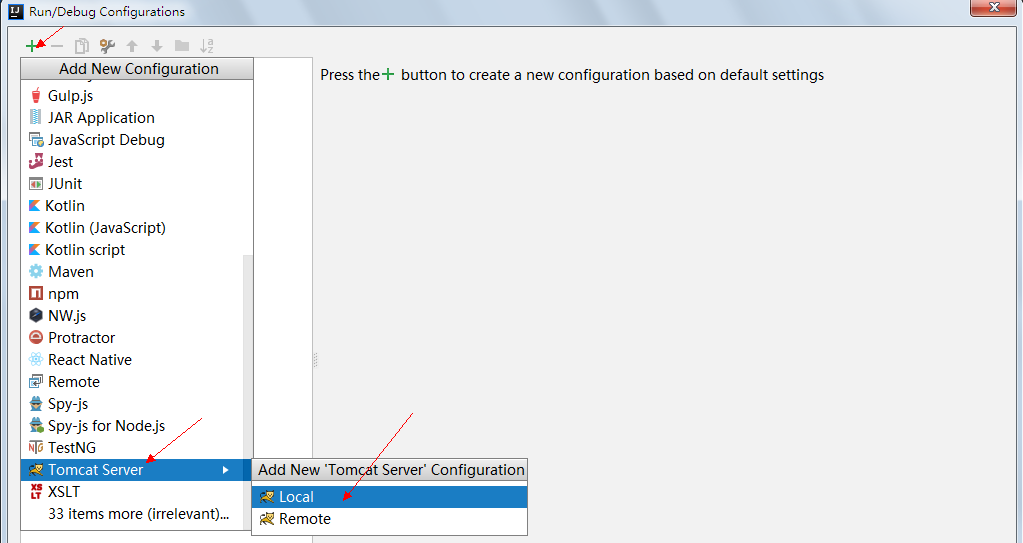 Run/Debug Configurations
Add New Configuration
Press the + button to create a new configuration based on default settings
Gulp.js
JAR Application
JavaScript Debug
Jest
JUnit
Kotlin
Kotlin (JavaScript)
Kotlin script
Maven
npm
NW.js
Protractor
React Native
Remote
Spy-js
Spy-js for Node.js
TestNG
Tomcat Server
XSLT
33 items more (irrelevant)...
Add New 'Tomcat Server' Configuration
Local
Remote